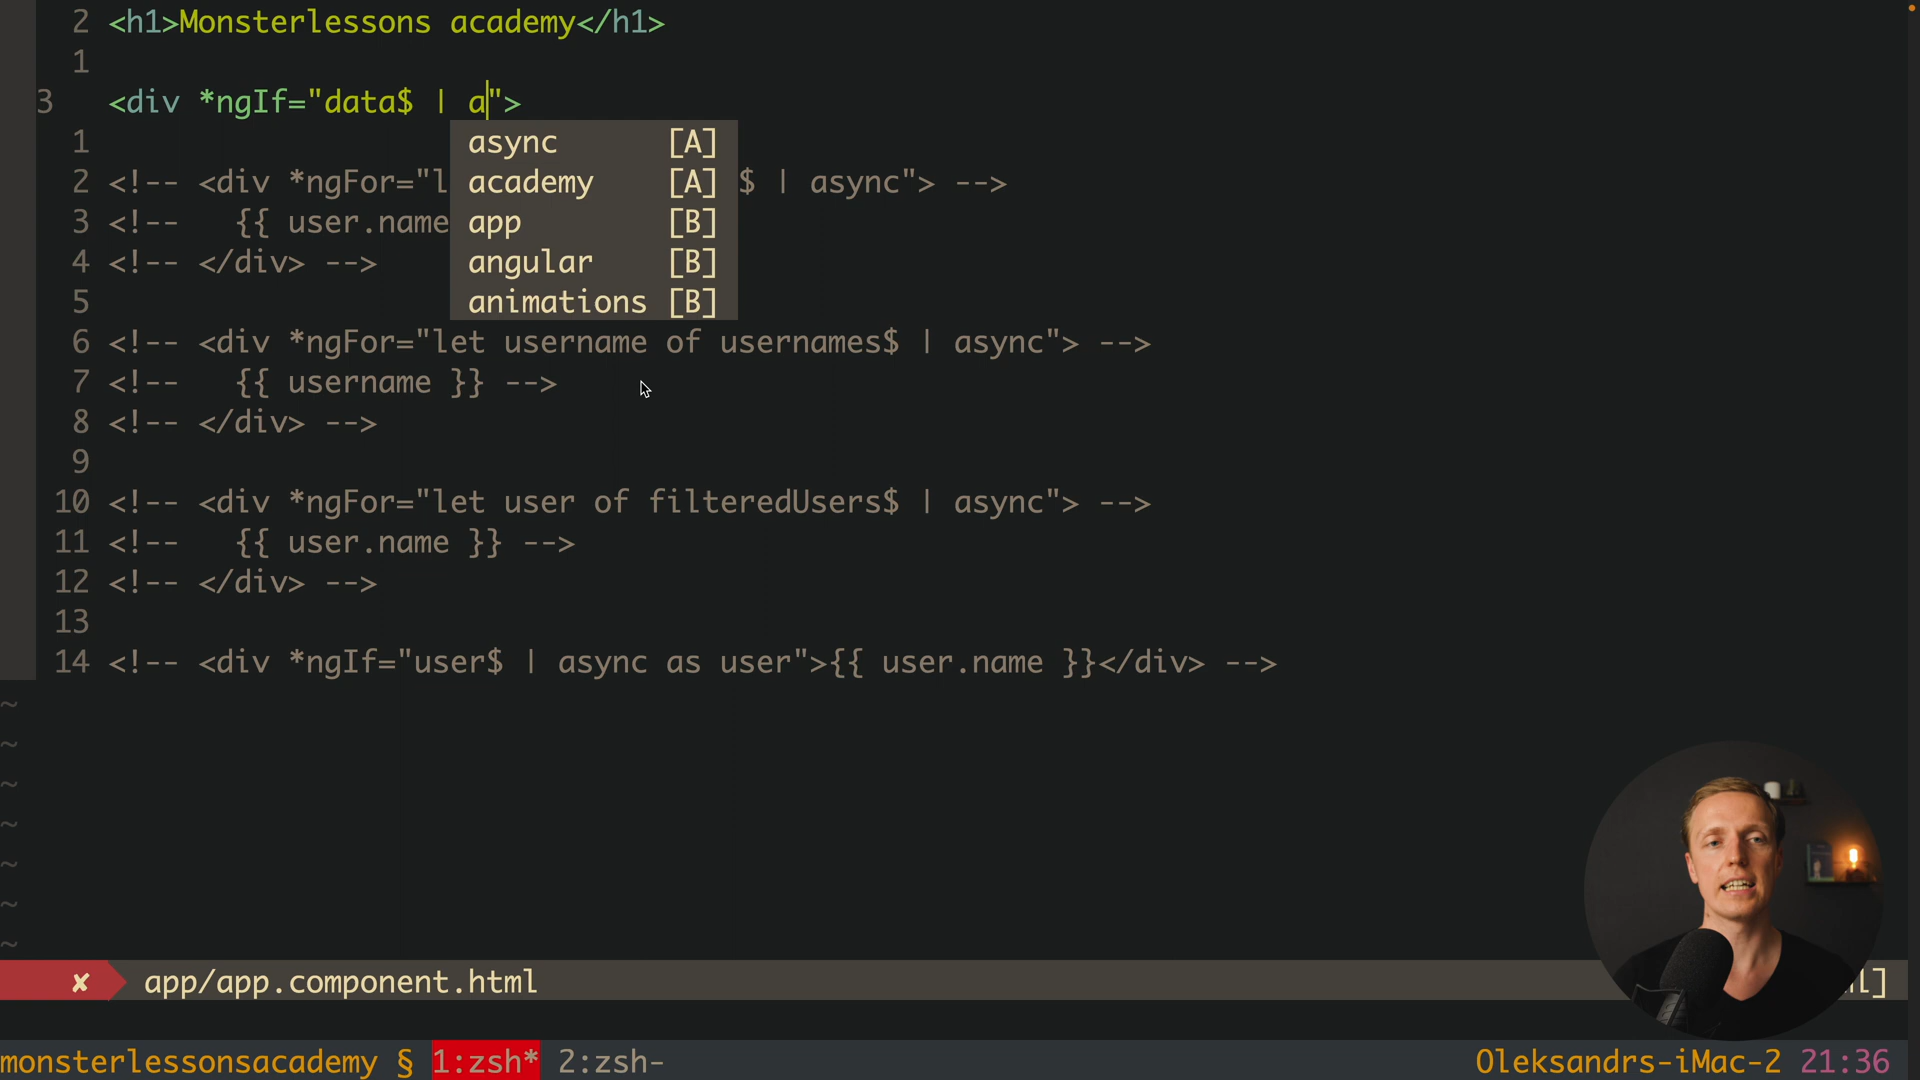 2 <h1>Monsterlessons academy</h1>
1
3 <div *ngIf="data$ | a">
1 async [A]
2 <!-- <div *ngFor="l academy [A] $ | async"> -->
3 <!-- {{ user.name app [B]
4 <!-- </div> --> angular [B]
5 animations [B]
6 <!-- <div *ngFor="let username of usernames$ | async"> -->
7 <!-- {{ username }} -->
8 <!-- </div> -->
9
10 <!-- <div *ngFor="let user of filteredUsers$ | async"> -->
11 <!-- {{ user.name }} -->
12 <!-- </div> -->
13
14 <!-- <div *ngIf="user$ | async as user">{{ user.name }}</div> -->
~
~
~
~
~
~
~
✘ app/app.component.html l]
monsterlessonsacademy § 1:zsh* 2:zsh- Oleksandrs-iMac-2 21:36